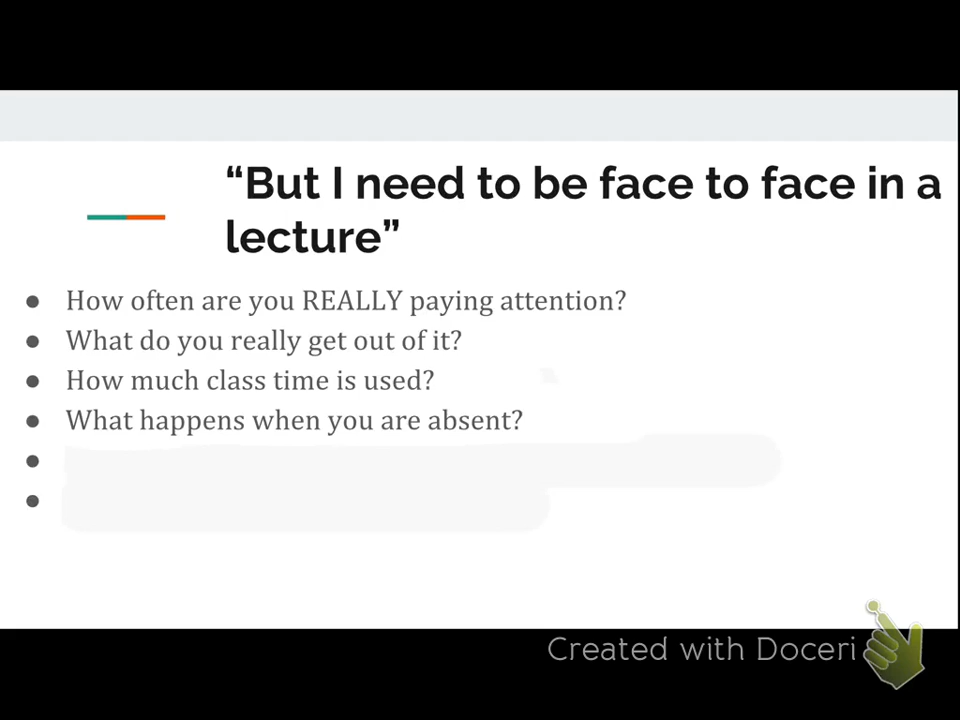 “But I need to be face to face in a
lecture”
● How often are you REALLY paying attention?
● What do you really get out of it?
● How much class time is used?
● What happens when you are absent?
●
●
Created with Doceri